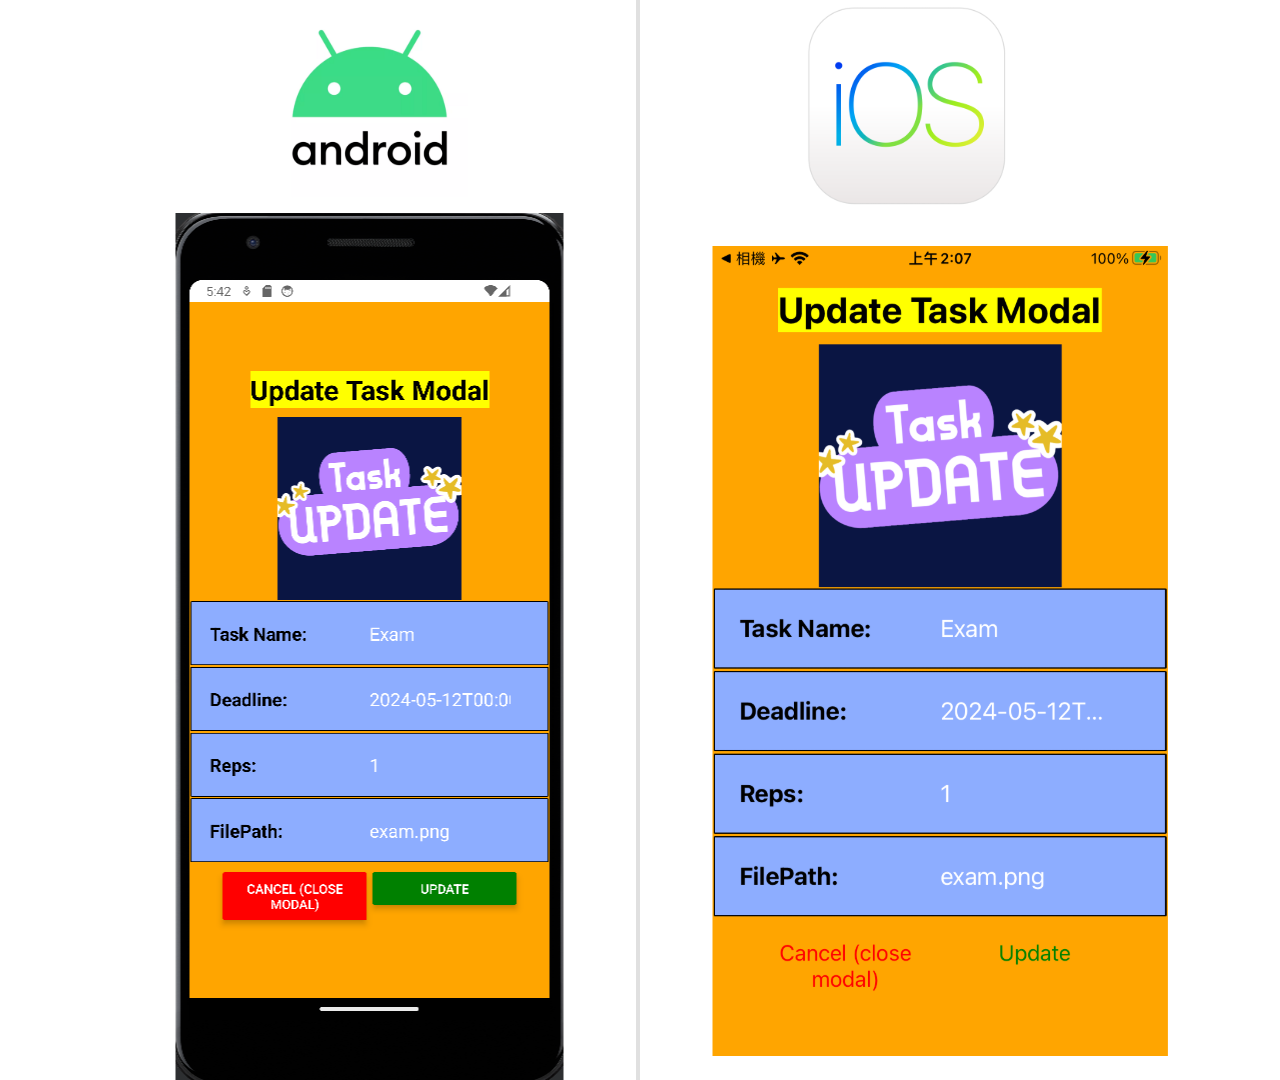 android
5:42
Update Task Modal
Task
UPDATE
Task Name: Exam
Deadline: 2024-05-12T00:0
Reps: 1
FilePath: exam.png
CANCEL (CLOSE
MODAL)
UPDATE
iOS
相機 上午2:07 100%
Update Task Modal
Task
UPDATE
Task Name: Exam
Deadline: 2024-05-12T...
Reps: 1
FilePath: exam.png
Cancel (close
modal)
Update